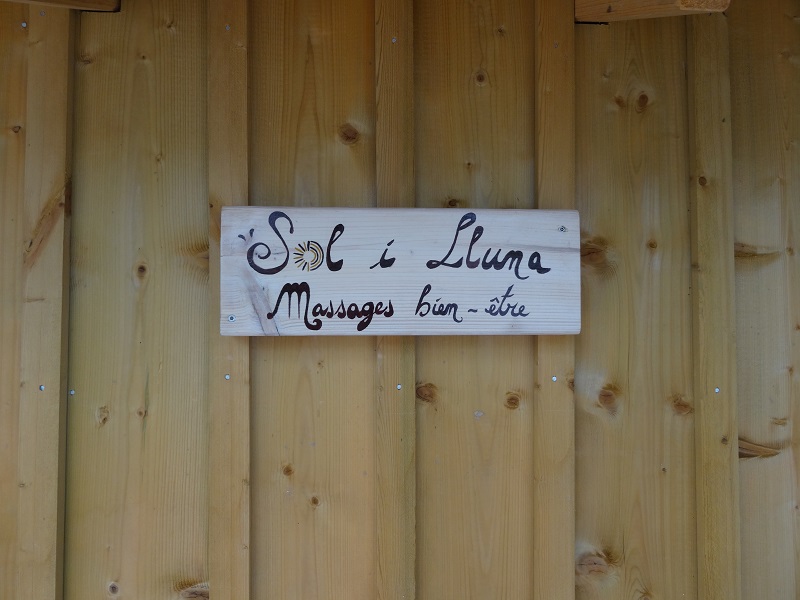 Sol i Lluna
Massages bien-être